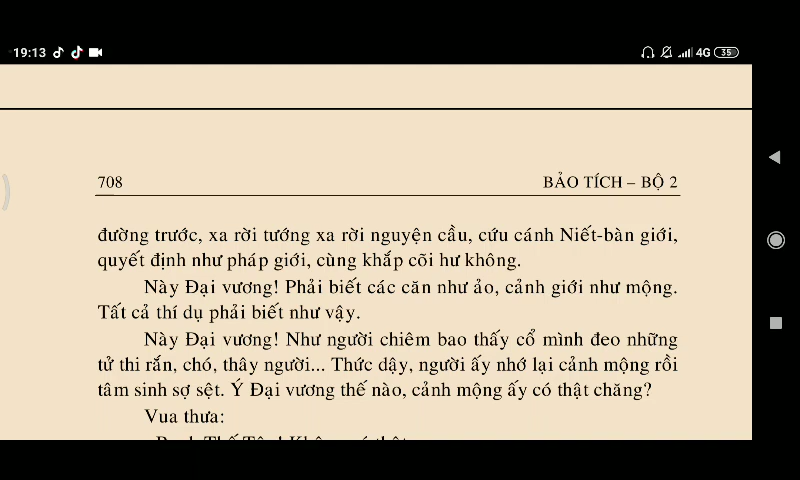 19:13
4G 35
708 BẢO TÍCH – BỘ 2
đường trước, xa rời tướng xa rời nguyện cầu, cứu cánh Niết-bàn giới,
quyết định như pháp giới, cùng khắp cõi hư không.
Này Đại vương! Phải biết các căn như ảo, cảnh giới như mộng.
Tất cả thí dụ phải biết như vậy.
Này Đại vương! Như người chiêm bao thấy cổ mình đeo những
tử thi rắn, chó, thây người... Thức dậy, người ấy nhớ lại cảnh mộng rồi
tâm sinh sợ sệt. Ý Đại vương thế nào, cảnh mộng ấy có thật chăng?
Vua thưa: